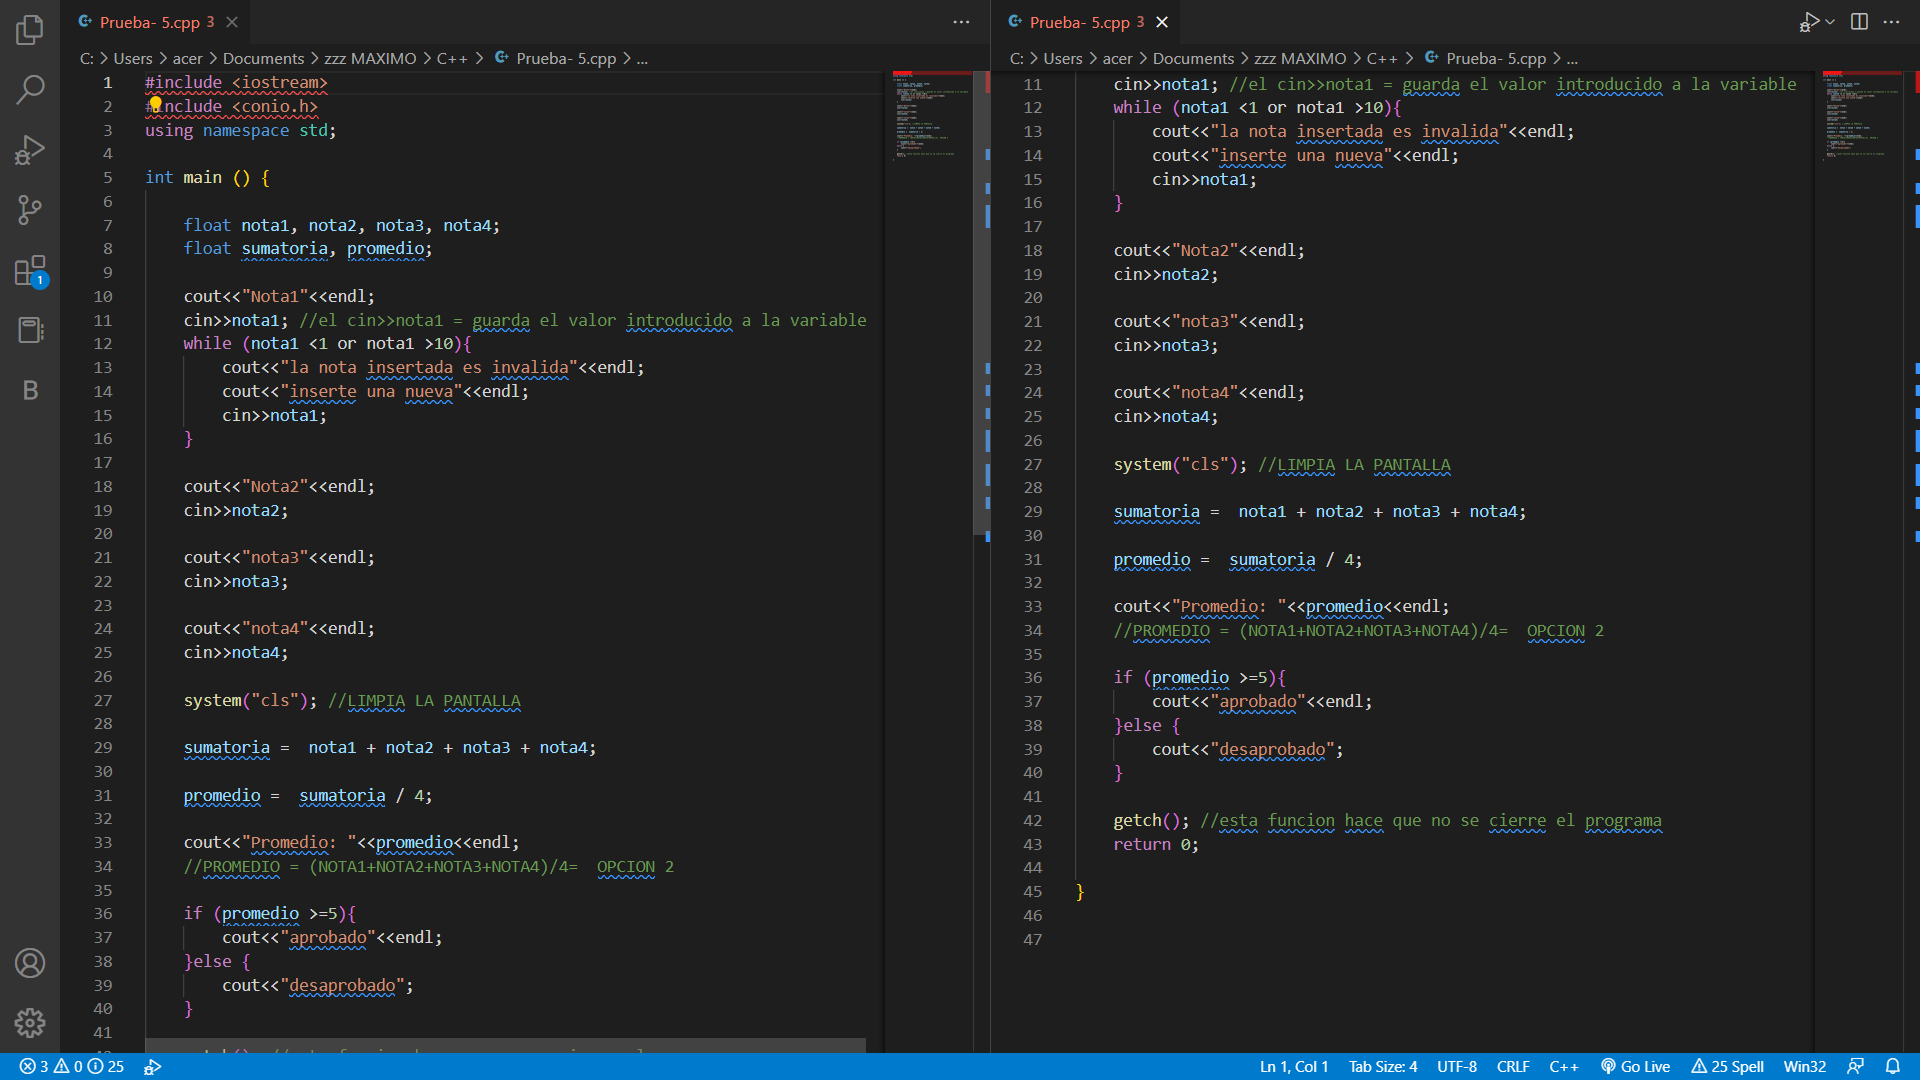 Prueba- 5.cpp 3
C: > Users > acer > Documents > zzz MAXIMO > C++ > Prueba- 5.cpp > ...
1 #include <iostream>
2 #include <conio.h>
3 using namespace std;
4
5 int main () {
6
7 float nota1, nota2, nota3, nota4;
8 float sumatoria, promedio;
9
10 cout<<"Nota1"<<endl;
11 cin>>nota1; //el cin>>nota1 = guarda el valor introducido a la variable
12 while (nota1 <1 or nota1 >10){
13 cout<<"la nota insertada es invalida"<<endl;
14 cout<<"inserte una nueva"<<endl;
15 cin>>nota1;
16 }
17
18 cout<<"Nota2"<<endl;
19 cin>>nota2;
20
21 cout<<"nota3"<<endl;
22 cin>>nota3;
23
24 cout<<"nota4"<<endl;
25 cin>>nota4;
26
27 system("cls"); //LIMPIA LA PANTALLA
28
29 sumatoria =  nota1 + nota2 + nota3 + nota4;
30
31 promedio =  sumatoria / 4;
32
33 cout<<"Promedio: "<<promedio<<endl;
34 //PROMEDIO = (NOTA1+NOTA2+NOTA3+NOTA4)/4=  OPCION 2
35
36 if (promedio >=5){
37 cout<<"aprobado"<<endl;
38 }else {
39 cout<<"desaprobado";
40 }
41
Prueba- 5.cpp 3
C: > Users > acer > Documents > zzz MAXIMO > C++ > Prueba- 5.cpp > ...
11 cin>>nota1; //el cin>>nota1 = guarda el valor introducido a la variable
12 while (nota1 <1 or nota1 >10){
13 cout<<"la nota insertada es invalida"<<endl;
14 cout<<"inserte una nueva"<<endl;
15 cin>>nota1;
16 }
17
18 cout<<"Nota2"<<endl;
19 cin>>nota2;
20
21 cout<<"nota3"<<endl;
22 cin>>nota3;
23
24 cout<<"nota4"<<endl;
25 cin>>nota4;
26
27 system("cls"); //LIMPIA LA PANTALLA
28
29 sumatoria =  nota1 + nota2 + nota3 + nota4;
30
31 promedio =  sumatoria / 4;
32
33 cout<<"Promedio: "<<promedio<<endl;
34 //PROMEDIO = (NOTA1+NOTA2+NOTA3+NOTA4)/4=  OPCION 2
35
36 if (promedio >=5){
37 cout<<"aprobado"<<endl;
38 }else {
39 cout<<"desaprobado";
40 }
41
42 getch(); //esta funcion hace que no se cierre el programa
43 return 0;
44
45 }
46
47
1
B
3 0 25 Ln 1, Col 1 Tab Size: 4 UTF-8 CRLF C++ Go Live 25 Spell Win32